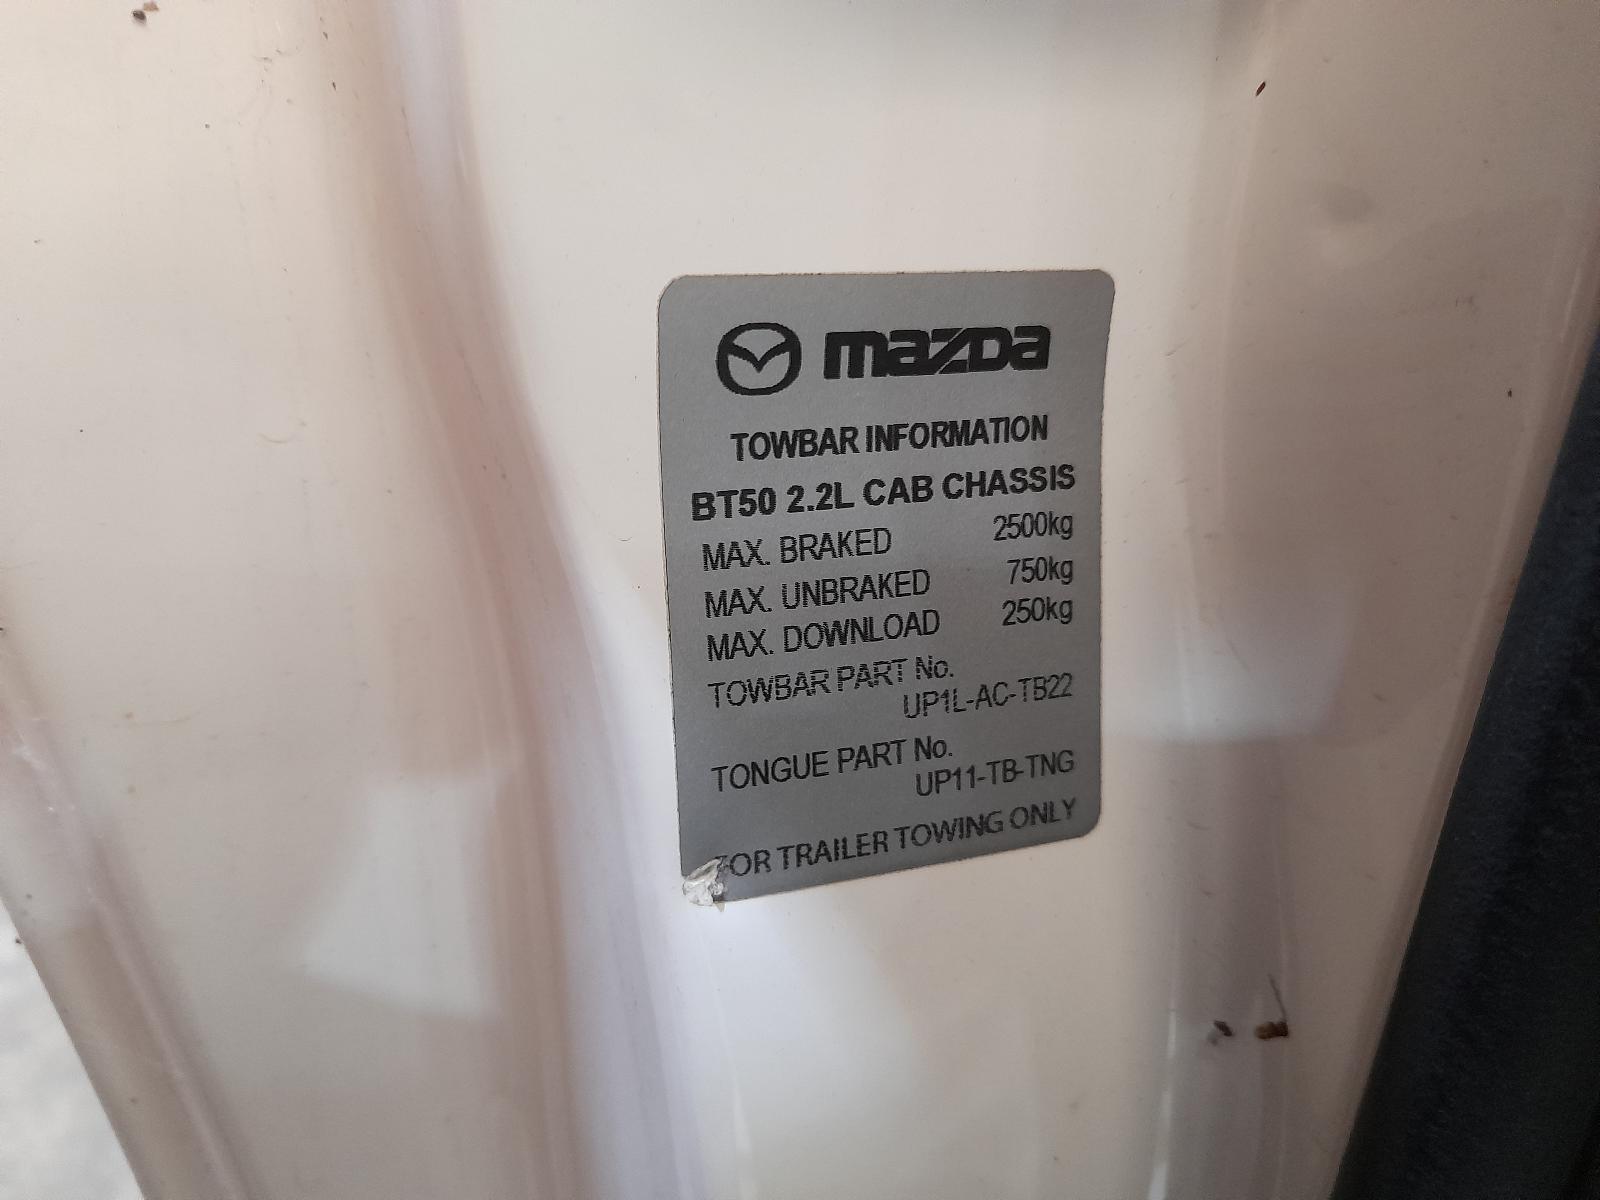 mazda
TOWBAR INFORMATION
BT50 2.2L CAB CHASSIS
MAX. BRAKED 2500kg
MAX. UNBRAKED 750kg
MAX. DOWNLOAD 250kg
TOWBAR PART No.
UP1L-AC-TB22
TONGUE PART No.
UP11-TB-TNG
FOR TRAILER TOWING ONLY